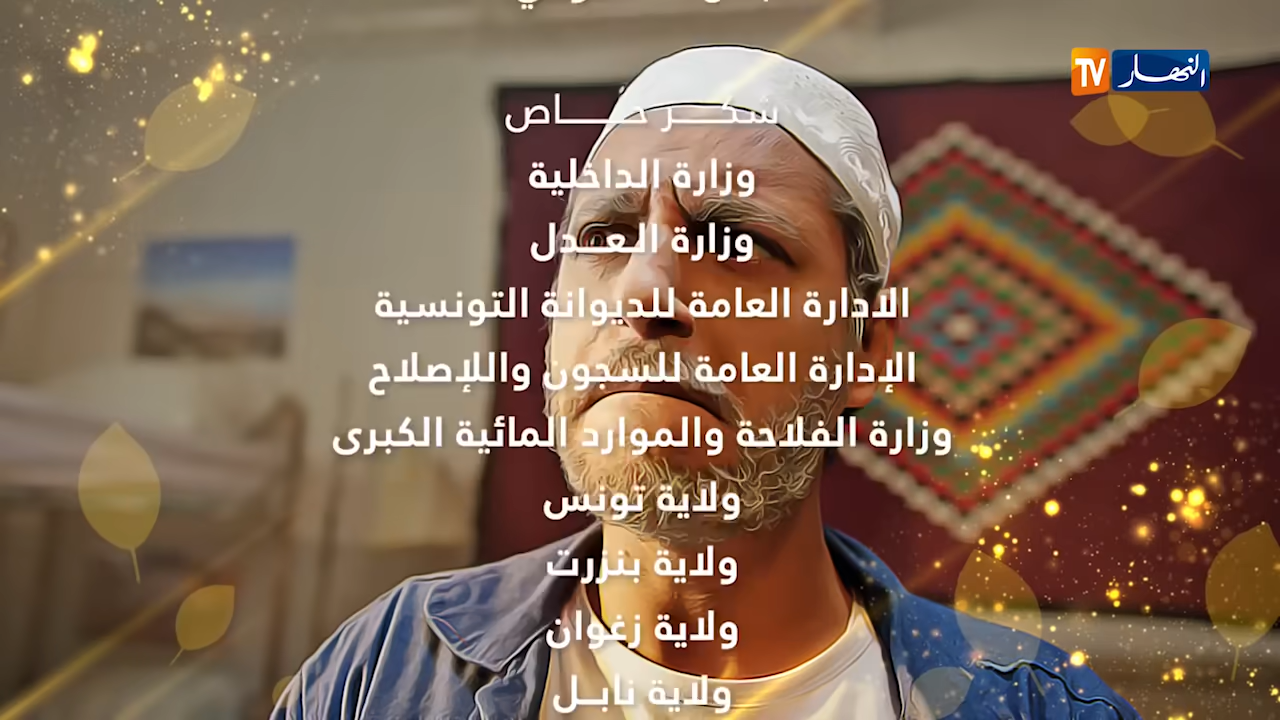 TV النهار
شكر خاص
وزارة الداخلية
وزارة العدل
الادارة العامة للديوانة التونسية
الإدارة العامة للسجون واللإصلاح
وزارة الفلاحة والموارد المائية الكبرى
ولاية تونس
ولاية بنزرت
ولاية زغوان
ولاية نابل